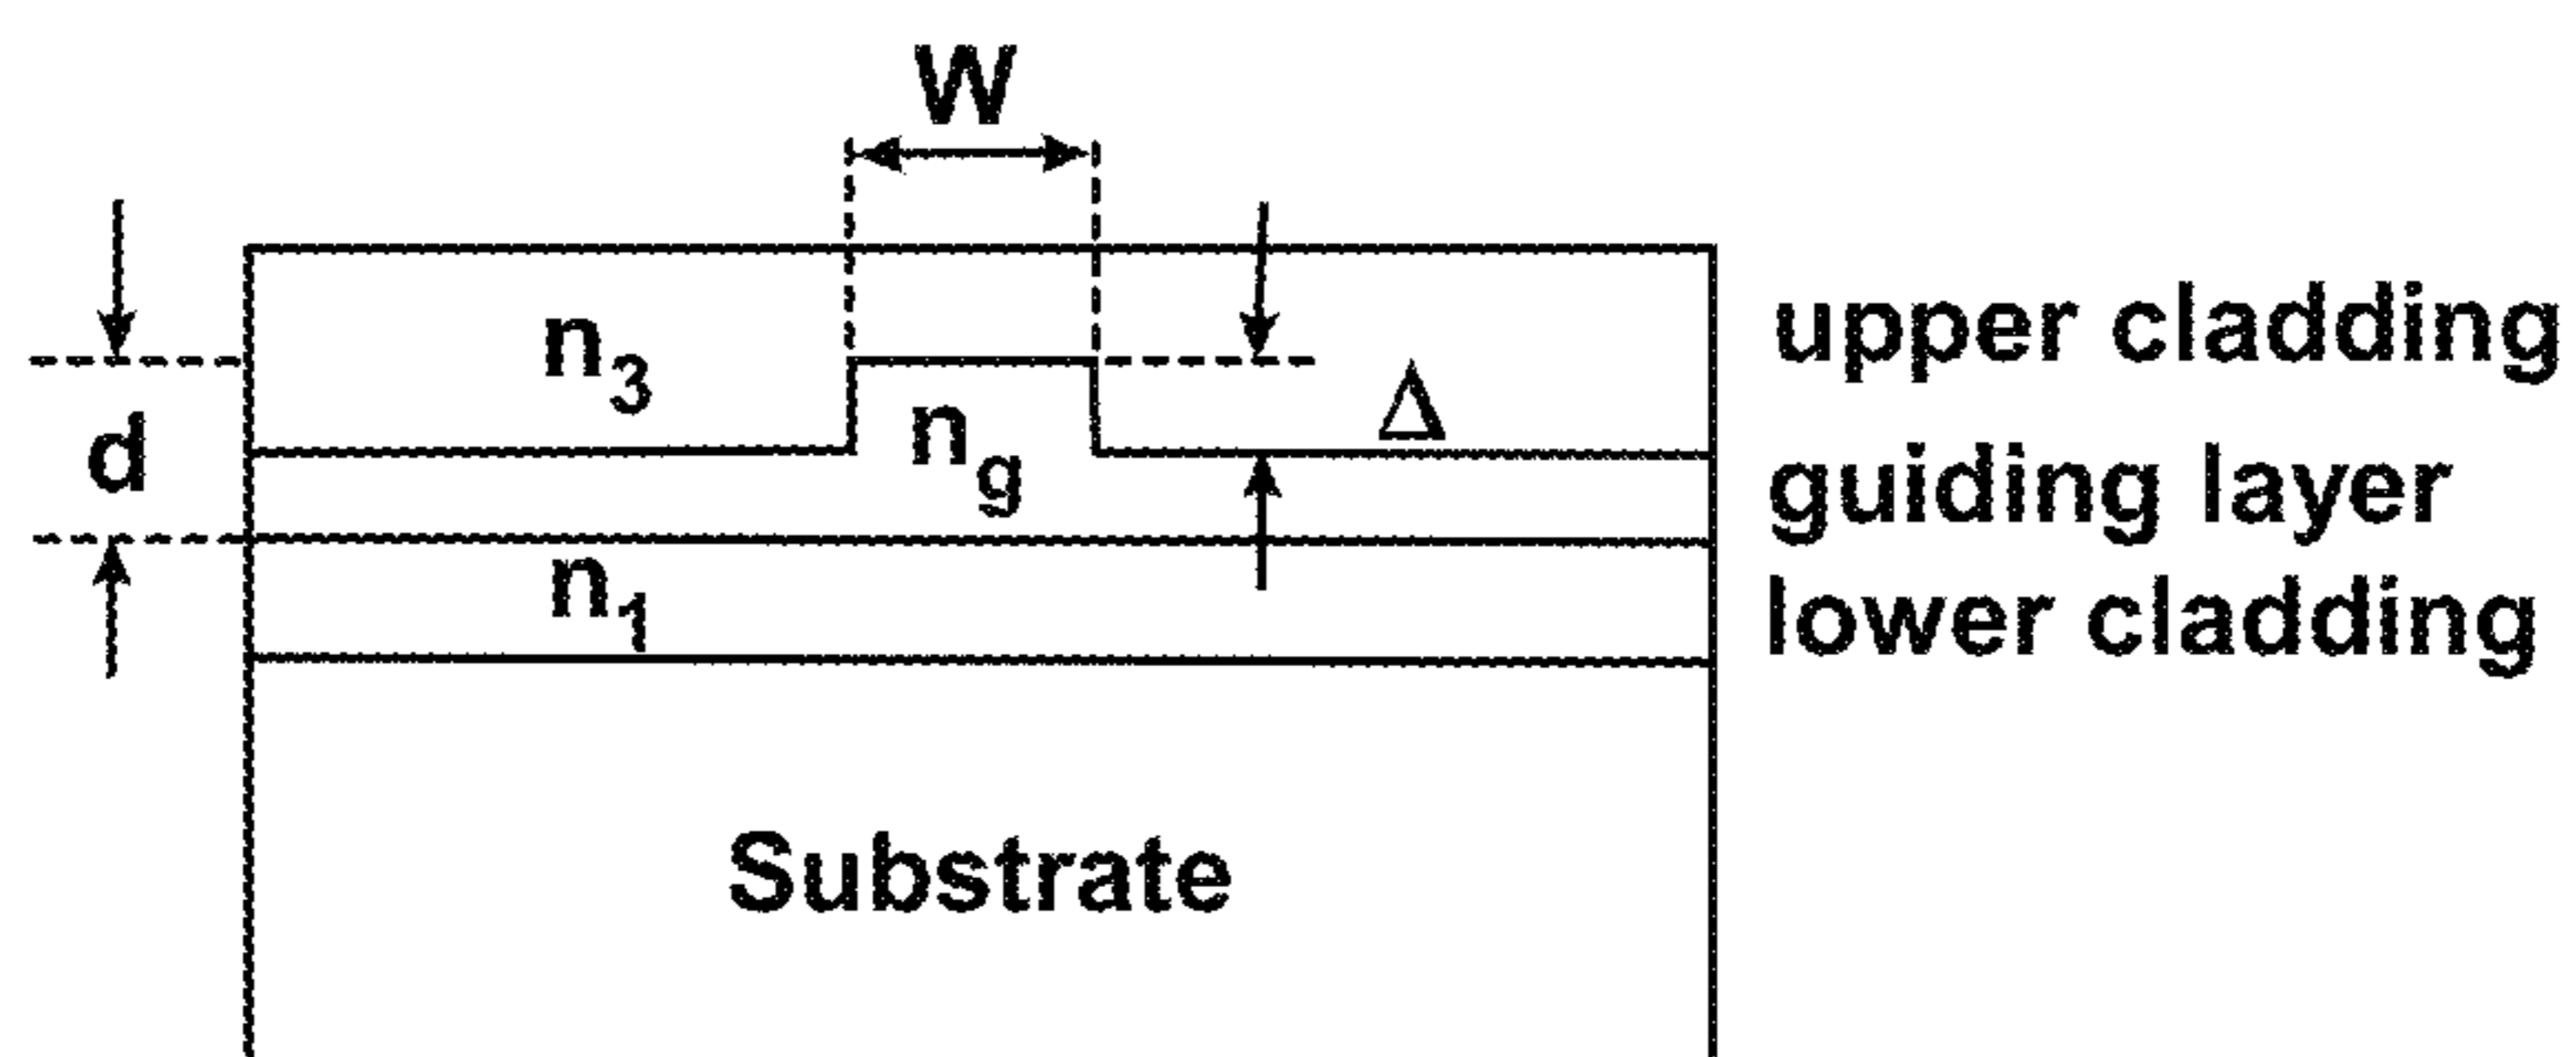 W
n3
upper cladding
Δ
d
ng
guiding layer
n1
lower cladding
Substrate